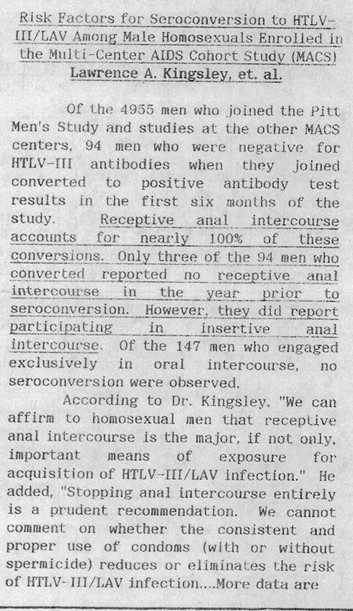 Risk Factors for Seroconversion to HTLV-
III/LAV Among Male Homosexuals Enrolled in
the Multi-Center AIDS Cohort Study (MACS)
Lawrence A. Kingsley, et. al.
Of the 4955 men who joined the Pitt
Men's Study and studies at the other MACS
centers, 94 men who were negative for
HTLV-III antibodies when they joined
converted to positive antibody test
results in the first six months of the
study. Receptive anal intercourse
accounts for nearly 100% of these
conversions. Only three of the 94 men who
converted reported no receptive anal
intercourse in the year prior to
seroconversion. However, they did report
participating in insertive anal
intercourse. Of the 147 men who engaged
exclusively in oral intercourse, no
seroconversion were observed.
According to Dr. Kingsley, "We can
affirm to homosexual men that receptive
anal intercourse is the major, if not only,
important means of exposure for
acquisition of HTLV-III/LAV infection." He
added, "Stopping anal intercourse entirely
is a prudent recommendation. We cannot
comment on whether the consistent and
proper use of condoms (with or without
spermicide) reduces or eliminates the risk
of HTLV-III/LAV infection....More data are